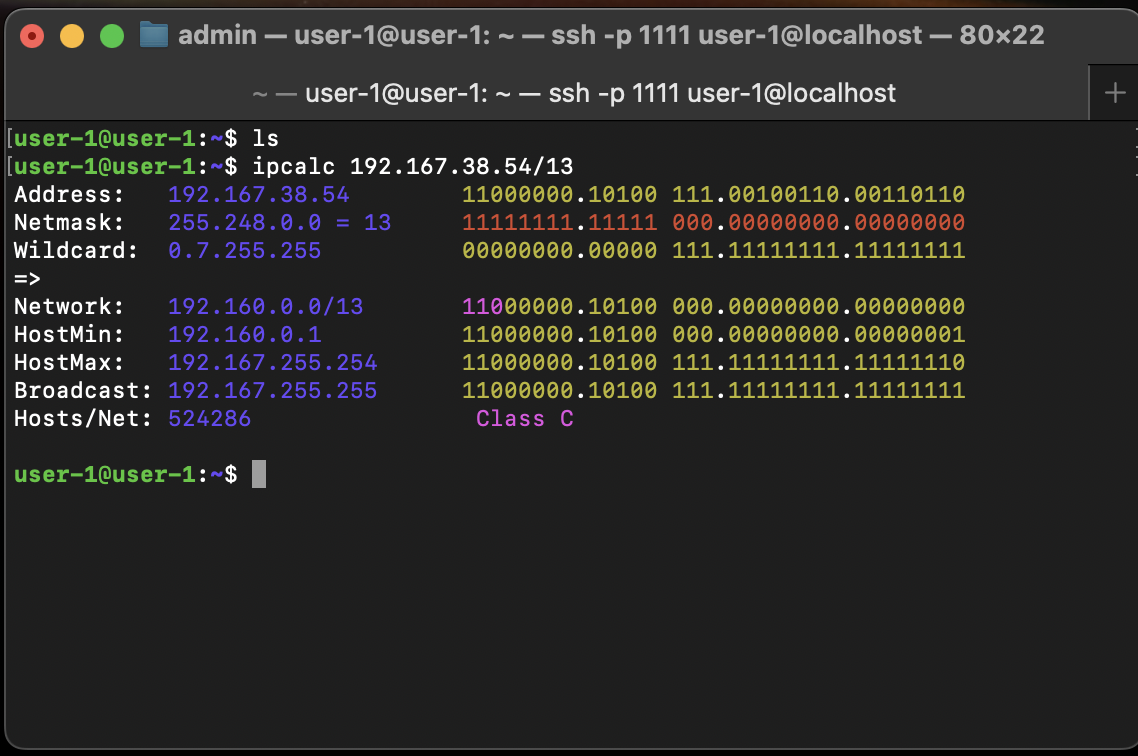 admin — user-1@user-1: ~ — ssh -p 1111 user-1@localhost — 80×22
~ — user-1@user-1: ~ — ssh -p 1111 user-1@localhost
[user-1@user-1:~$ ls
[user-1@user-1:~$ ipcalc 192.167.38.54/13
Address:   192.167.38.54        11000000.10100 111.00100110.00110110
Netmask:   255.248.0.0 = 13     11111111.11111 000.00000000.00000000
Wildcard:  0.7.255.255          00000000.00000 111.11111111.11111111
=>
Network:   192.160.0.0/13       11000000.10100 000.00000000.00000000
HostMin:   192.160.0.1          11000000.10100 000.00000000.00000001
HostMax:   192.167.255.254      11000000.10100 111.11111111.11111110
Broadcast: 192.167.255.255      11000000.10100 111.11111111.11111111
Hosts/Net: 524286                Class C
user-1@user-1:~$